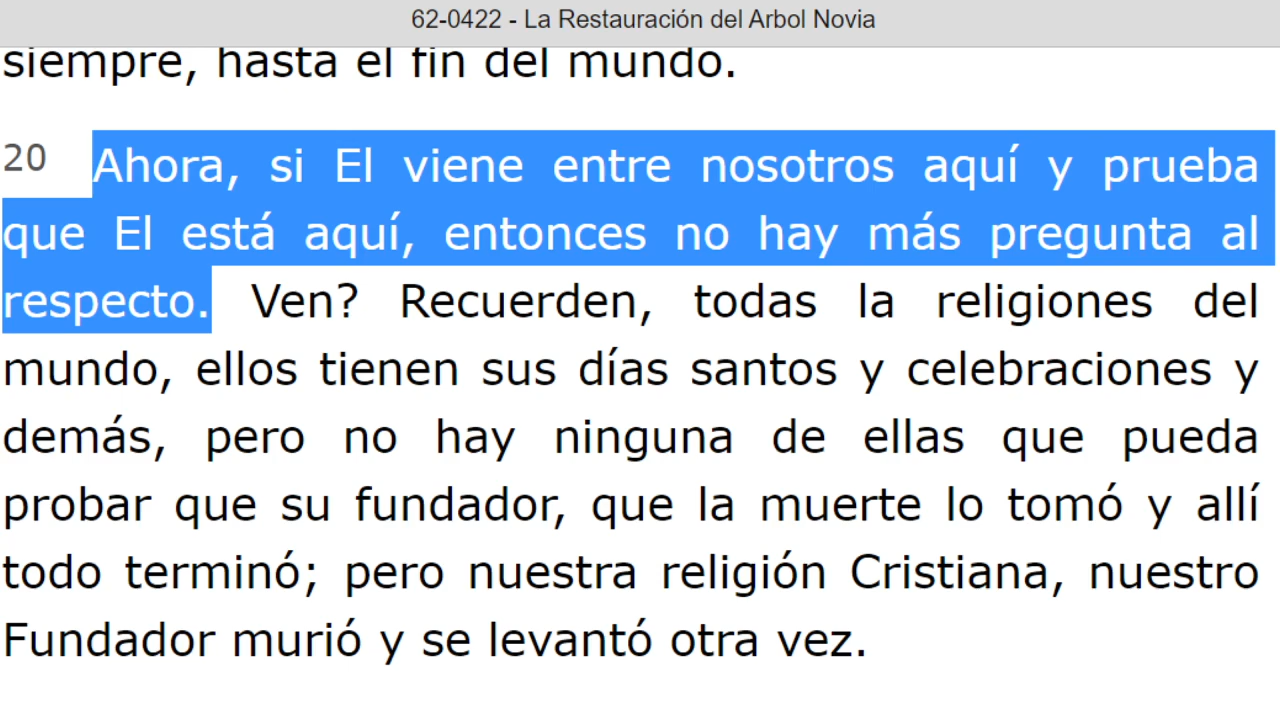 62-0422 - La Restauración del Arbol Novia
siempre, hasta el fin del mundo.
20 Ahora, si El viene entre nosotros aquí y prueba
que El está aquí, entonces no hay más pregunta al
respecto. Ven? Recuerden, todas la religiones del
mundo, ellos tienen sus días santos y celebraciones y
demás, pero no hay ninguna de ellas que pueda
probar que su fundador, que la muerte lo tomó y allí
todo terminó; pero nuestra religión Cristiana, nuestro
Fundador murió y se levantó otra vez.